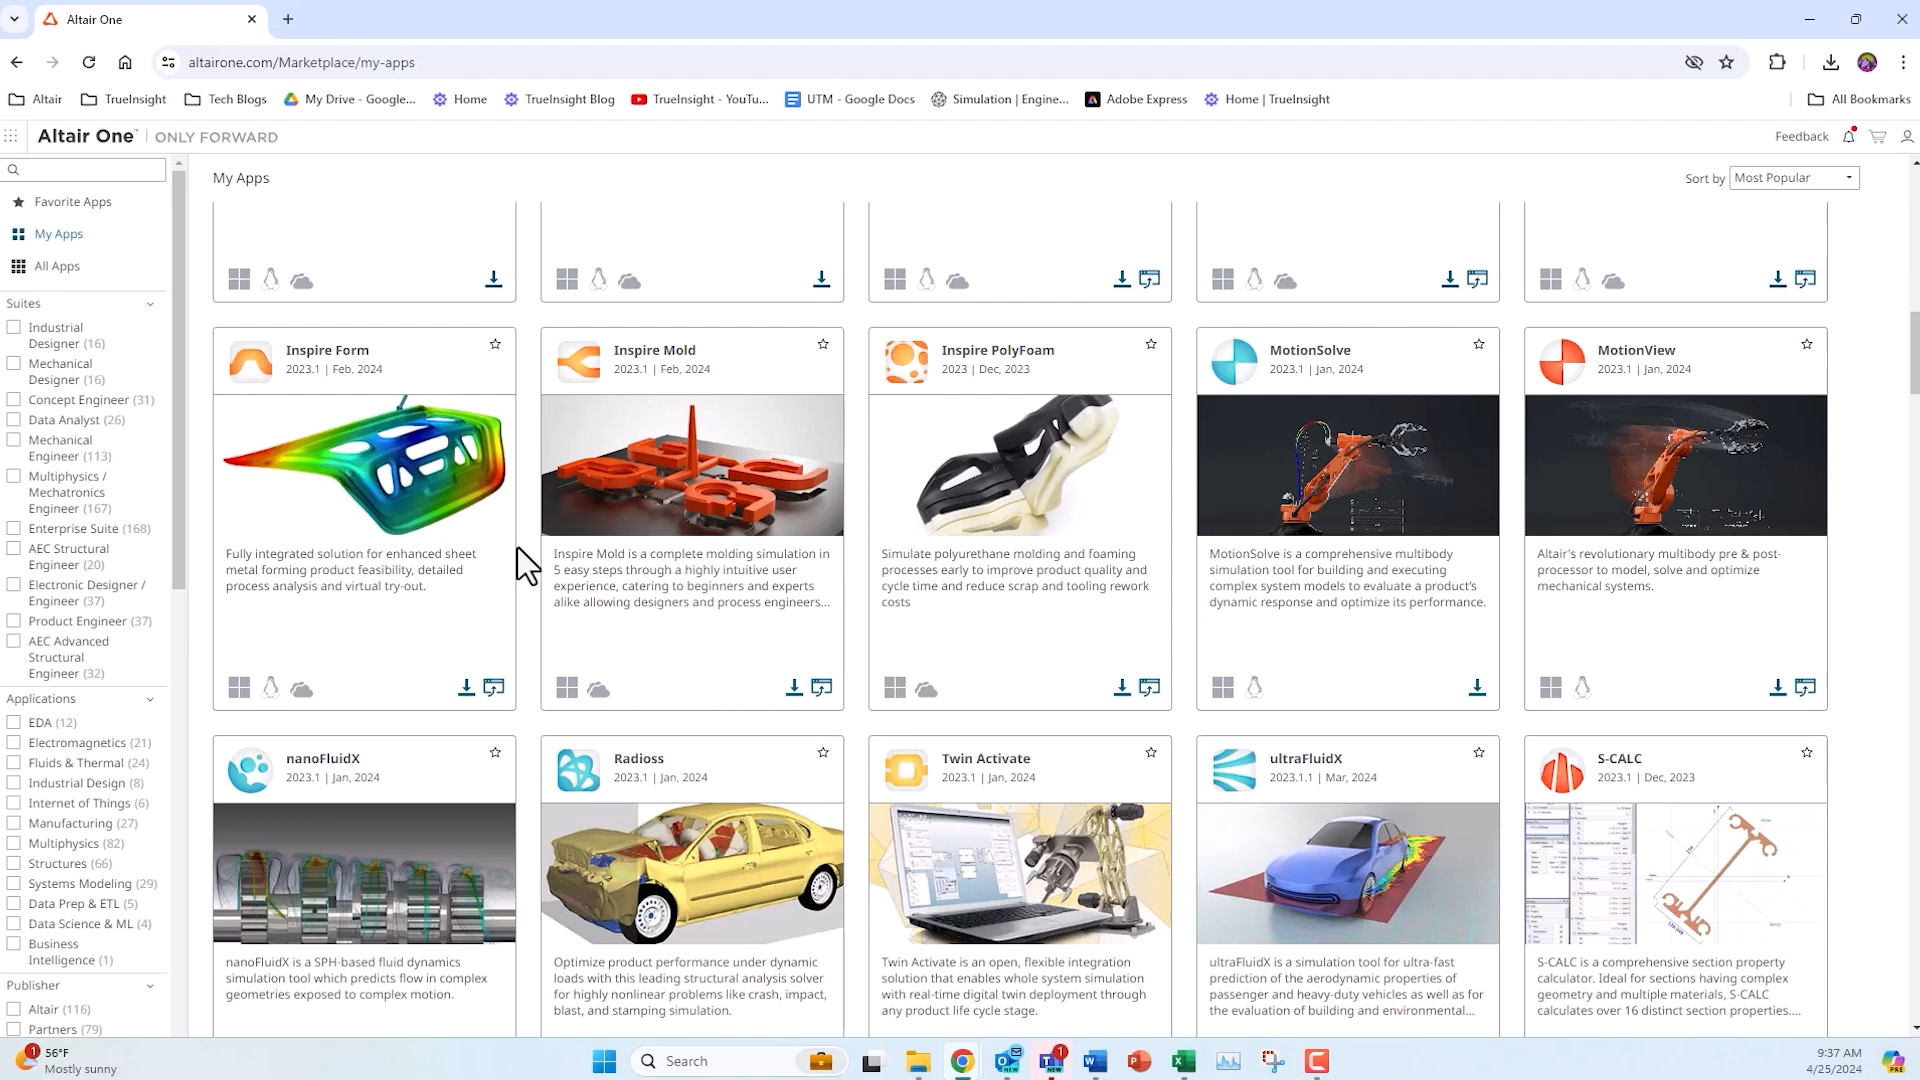 Altair One
altairone.com/Marketplace/my-apps
Altair
TrueInsight
Tech Blogs
My Drive - Google...
Home
TrueInsight Blog
TrueInsight - YouTu...
UTM - Google Docs
Simulation | Engine...
Adobe Express
Home | TrueInsight
All Bookmarks
Altair One™ | ONLY FORWARD
Feedback
Favorite Apps
My Apps
All Apps
Suites
Industrial
Designer (16)
Mechanical
Designer (16)
Concept Engineer (31)
Data Analyst (26)
Mechanical
Engineer (113)
Multiphysics /
Mechatronics
Engineer (167)
Enterprise Suite (168)
AEC Structural
Engineer (20)
Electronic Designer /
Engineer (37)
Product Engineer (37)
AEC Advanced
Structural
Engineer (32)
Applications
EDA (12)
Electromagnetics (21)
Fluids & Thermal (24)
Industrial Design (8)
Internet of Things (6)
Manufacturing (27)
Multiphysics (82)
Structures (66)
Systems Modeling (29)
Data Prep & ETL (5)
Data Science & ML (4)
Business
Intelligence (1)
Publisher
Altair (116)
Partners (79)
My Apps
Sort by Most Popular
Inspire Form
2023.1 | Feb, 2024
Fully integrated solution for enhanced sheet
metal forming product feasibility, detailed
process analysis and virtual try-out.
Inspire Mold
2023.1 | Feb, 2024
Inspire Mold is a complete molding simulation in
5 easy steps through a highly intuitive user
experience, catering to beginners and experts
alike allowing designers and process engineers...
Inspire PolyFoam
2023 | Dec, 2023
Simulate polyurethane molding and foaming
processes early to improve product quality and
cycle time and reduce scrap and tooling rework
costs
MotionSolve
2023.1 | Jan, 2024
MotionSolve is a comprehensive multibody
simulation tool for building and executing
complex system models to evaluate a product's
dynamic response and optimize its performance.
MotionView
2023.1 | Jan, 2024
Altair's revolutionary multibody pre & post-
processor to model, solve and optimize
mechanical systems.
nanoFluidX
2023.1 | Jan, 2024
nanoFluidX is a SPH-based fluid dynamics
simulation tool which predicts flow in complex
geometries exposed to complex motion.
Radioss
2023.1 | Jan, 2024
Optimize product performance under dynamic
loads with this leading structural analysis solver
for highly nonlinear problems like crash, impact,
blast, and stamping simulation.
Twin Activate
2023.1 | Jan, 2024
Twin Activate is an open, flexible integration
solution that enables whole system simulation
with real-time digital twin deployment through
any product life cycle stage.
ultraFluidX
2023.1.1 | Mar, 2024
ultraFluidX is a simulation tool for ultra-fast
prediction of the aerodynamic properties of
passenger and heavy-duty vehicles as well as for
the evaluation of building and environmental...
S-CALC
2023.1 | Dec, 2023
S-CALC is a comprehensive section property
calculator. Ideal for sections having complex
geometry and multiple materials, S-CALC
calculates over 16 distinct section properties....
1
56°F
Mostly sunny
Search
NEW
1
NEW
9:37 AM
4/25/2024
PRE